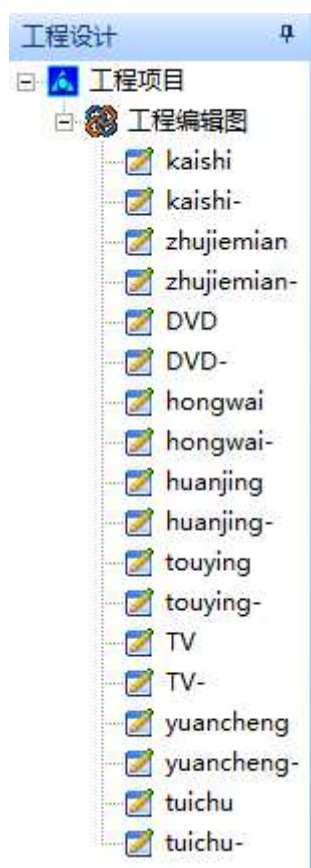 工程设计
工程项目
工程编辑图
kaishi
kaishi-
zhujiemian
zhujiemian-
DVD
DVD-
hongwai
hongwai-
huanjing
huanjing-
touying
touying-
TV
TV-
yuancheng
yuancheng-
tuichu
tuichu-